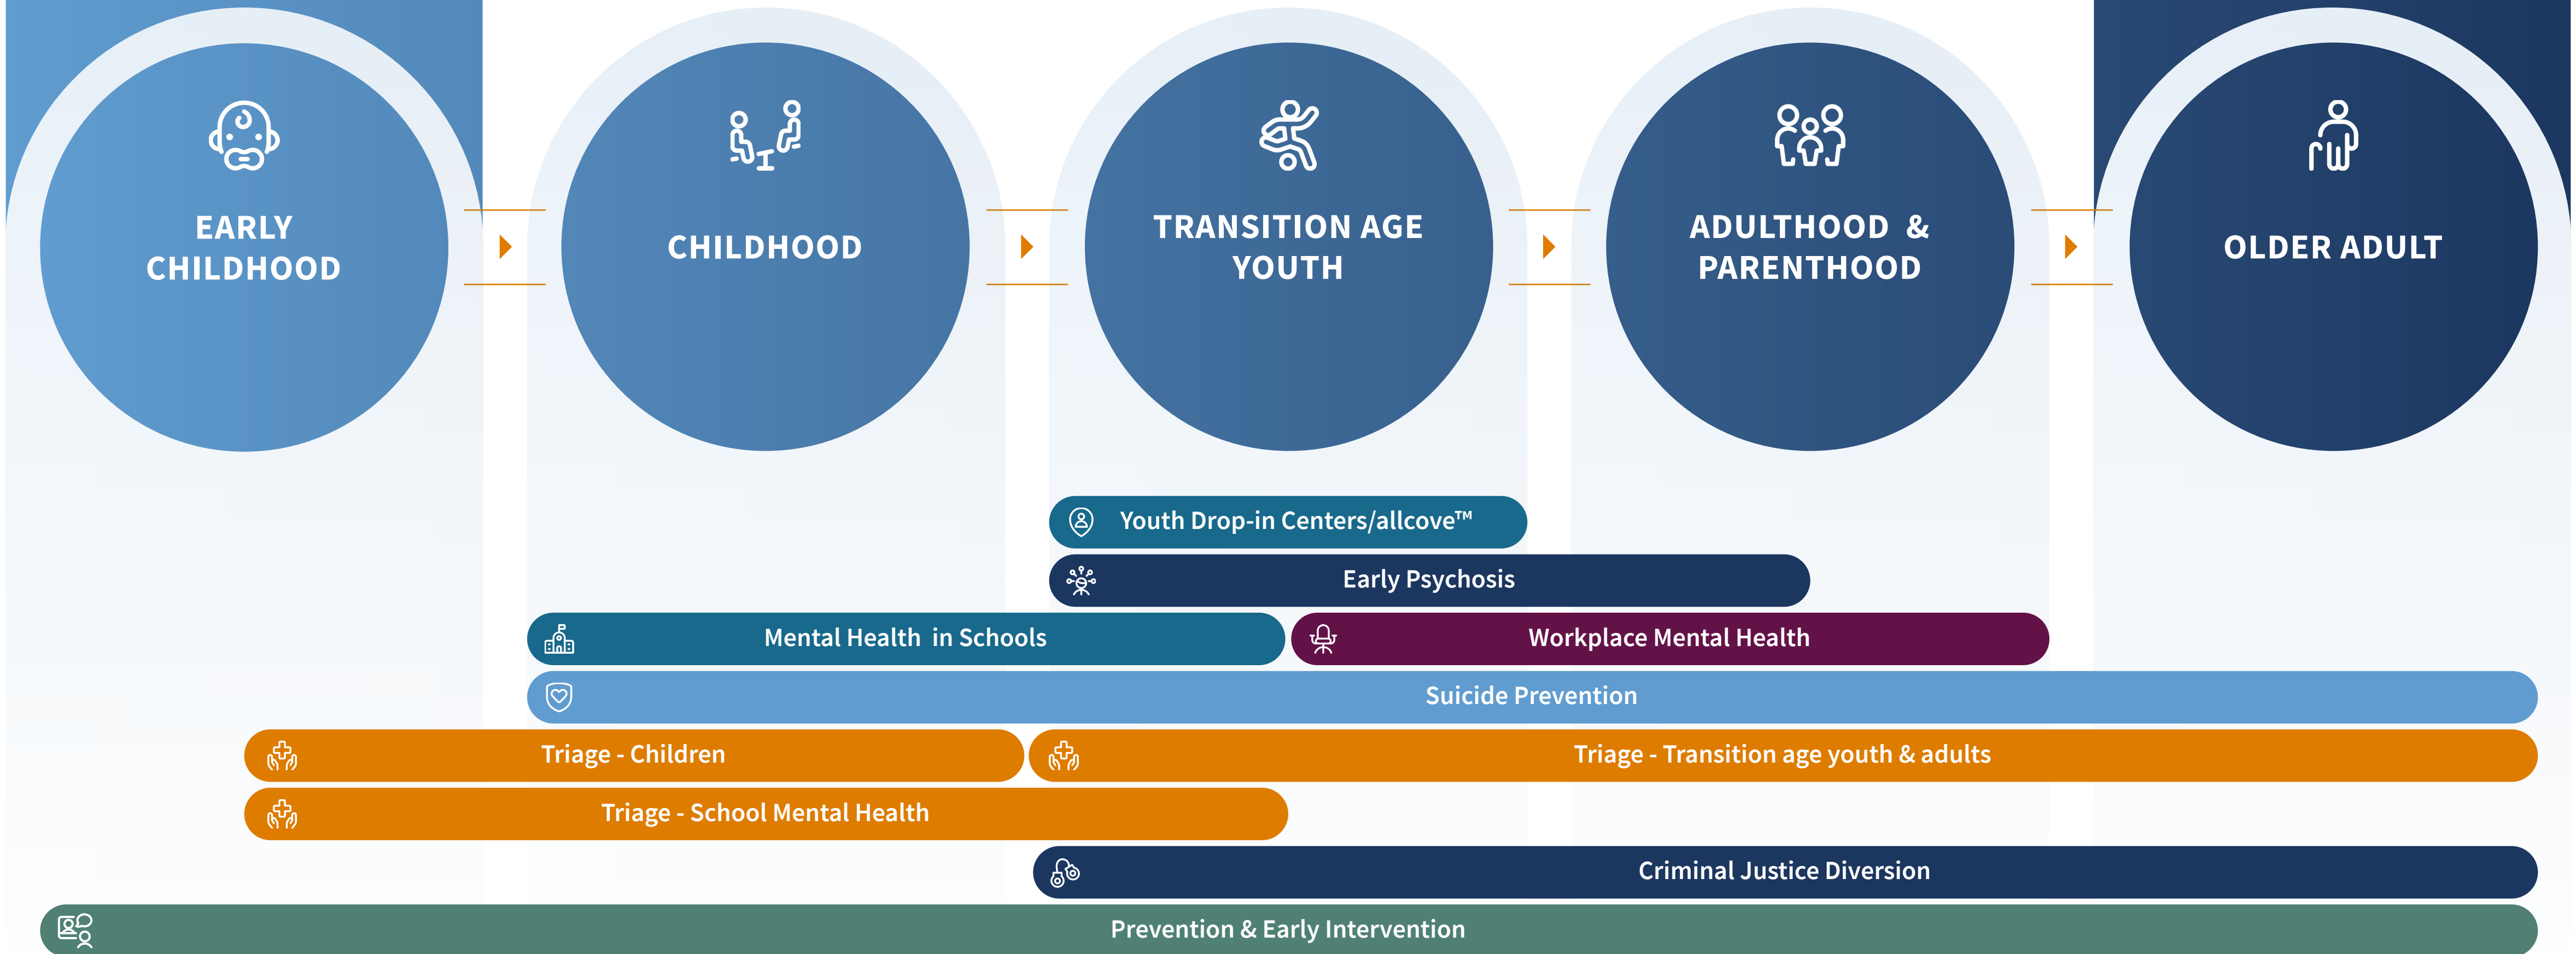 EARLY
CHILDHOOD
CHILDHOOD
TRANSITION AGE
YOUTH
ADULTHOOD &
PARENTHOOD
OLDER ADULT
Youth Drop-in Centers/allcove™
Early Psychosis
Mental Health in Schools
Workplace Mental Health
Suicide Prevention
Triage - Children
Triage - Transition age youth & adults
Triage - School Mental Health
Criminal Justice Diversion
Prevention & Early Intervention